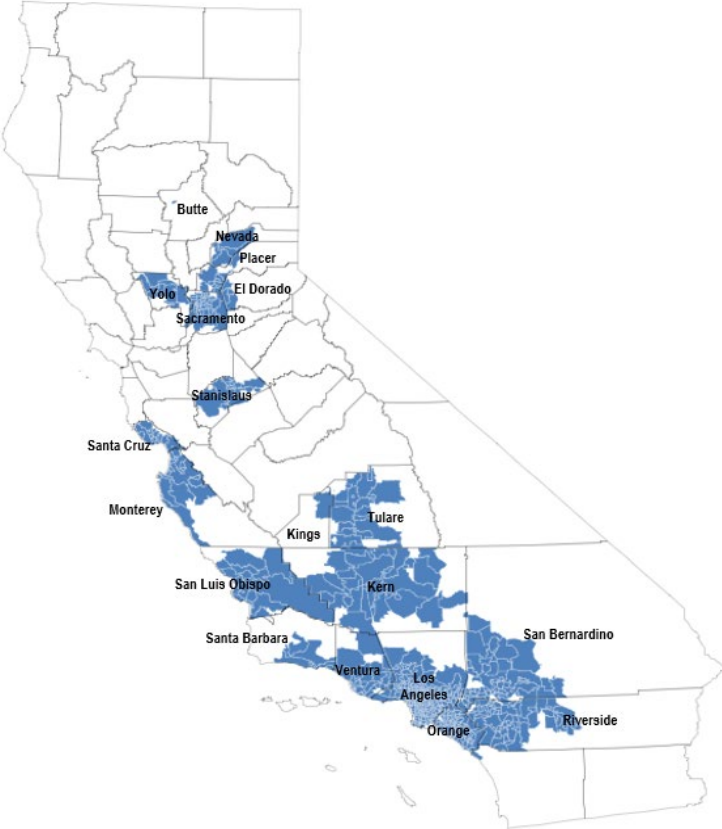 Butte
Nevada
Placer
El Dorado
Yolo
Sacramento
Stanislaus
Santa Cruz
Monterey
Kings
Tulare
San Luis Obispo
Kern
Santa Barbara
San Bernardino
Ventura
Los
Angeles
Orange
Riverside